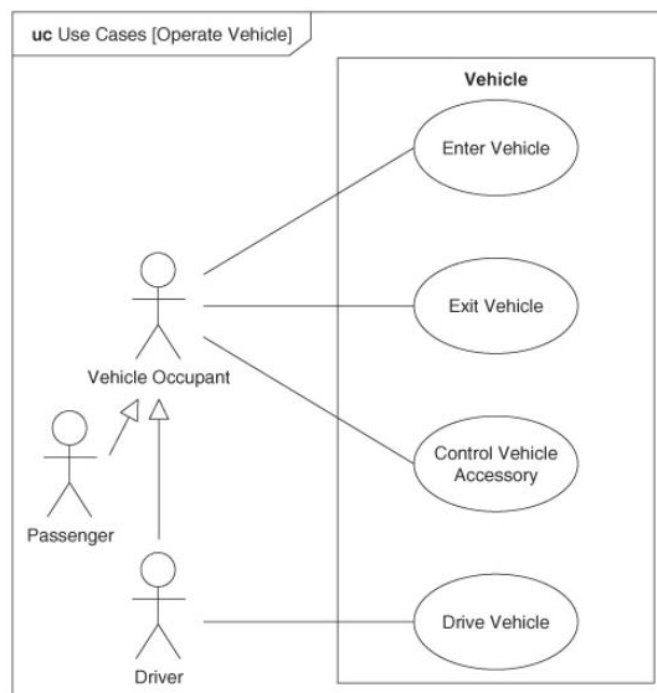 uc Use Cases [Operate Vehicle]
Vehicle
Enter Vehicle
Exit Vehicle
Vehicle Occupant
Control Vehicle
Accessory
Passenger
Drive Vehicle
Driver